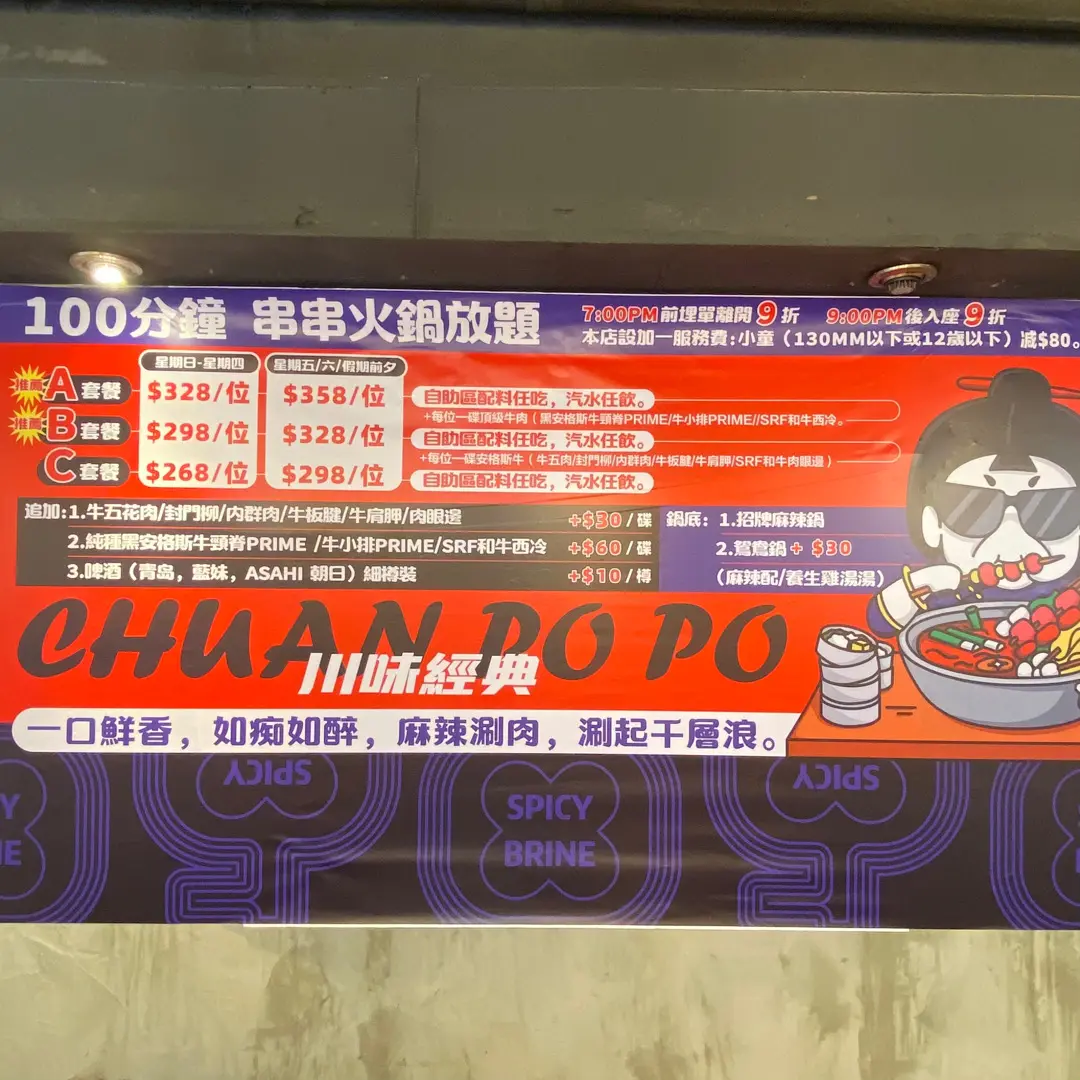 100分鐘 串串火鍋放題
7:00PM前埋單離開9折 9:00PM後入座9折
本店設加一服務費:小童（130MM以下或12歲以下）減$80。
星期日-星期四 星期五/六/假期前夕
推薦 A套餐 $328/位 $358/位 自助區配料任吃，汽水任飲。
+每位一碟頂級牛肉（黑安格斯牛頸脊PRIME/牛小排PRIME//SRF和牛西冷。
推薦 B套餐 $298/位 $328/位 自助區配料任吃，汽水任飲。
+每位一碟安格斯牛（牛五肉/封門柳/内群肉/牛板腱/牛肩胛/SRF和牛肉眼邊）
C套餐 $268/位 $298/位 自助區配料任吃，汽水任飲。
追加:1.牛五花肉/封門柳/内群肉/牛板腱/牛肩胛/肉眼邊 +$30/碟
2.純種黑安格斯牛頸脊PRIME /牛小排PRIME/SRF和牛西冷 +$60/碟
3.啤酒（青岛，藍妹，ASAHI 朝日）細樽裝 +$10/樽
鍋底: 1.招牌麻辣鍋
2.鴛鴦鍋+ $30
（麻辣配/養生雞湯湯）
CHUAN PO PO
川味經典
一口鮮香，如痴如醉，麻辣涮肉，涮起千層浪。
SPICY
SPICY
SPICY
BRINE